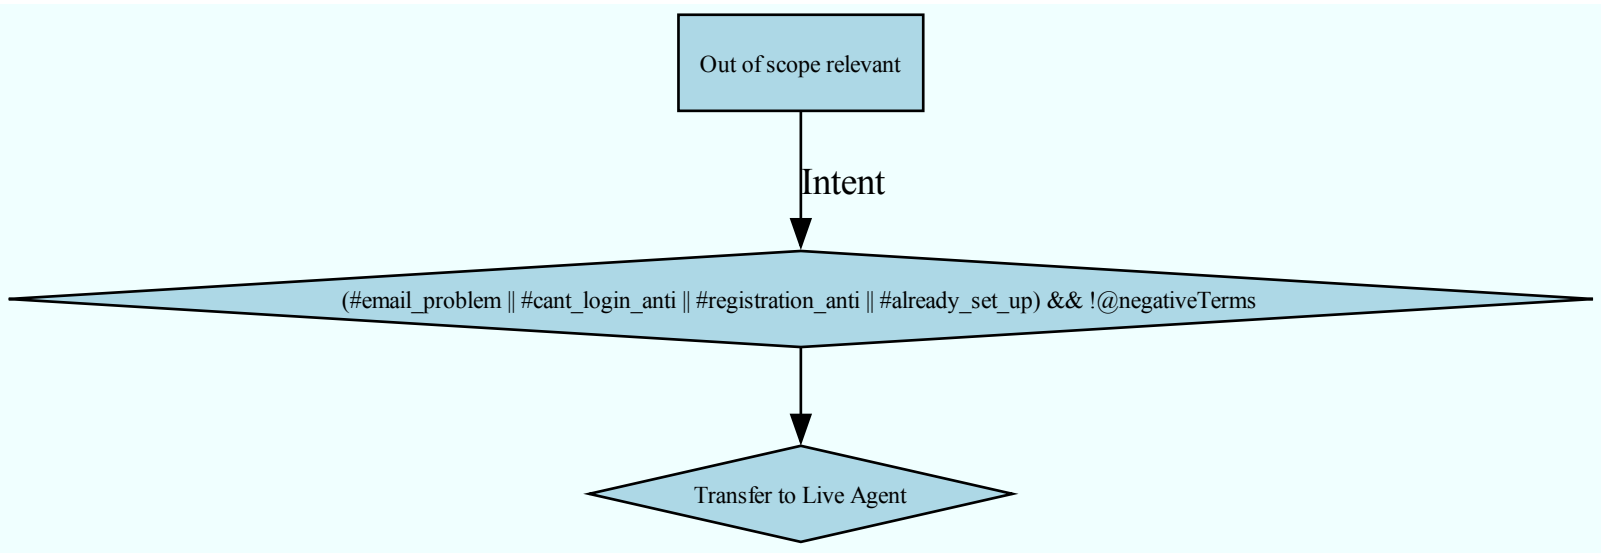 Out of scope relevant
Intent
(#email_problem || #cant_login_anti || #registration_anti || #already_set_up) && !@negativeTerms
Transfer to Live Agent